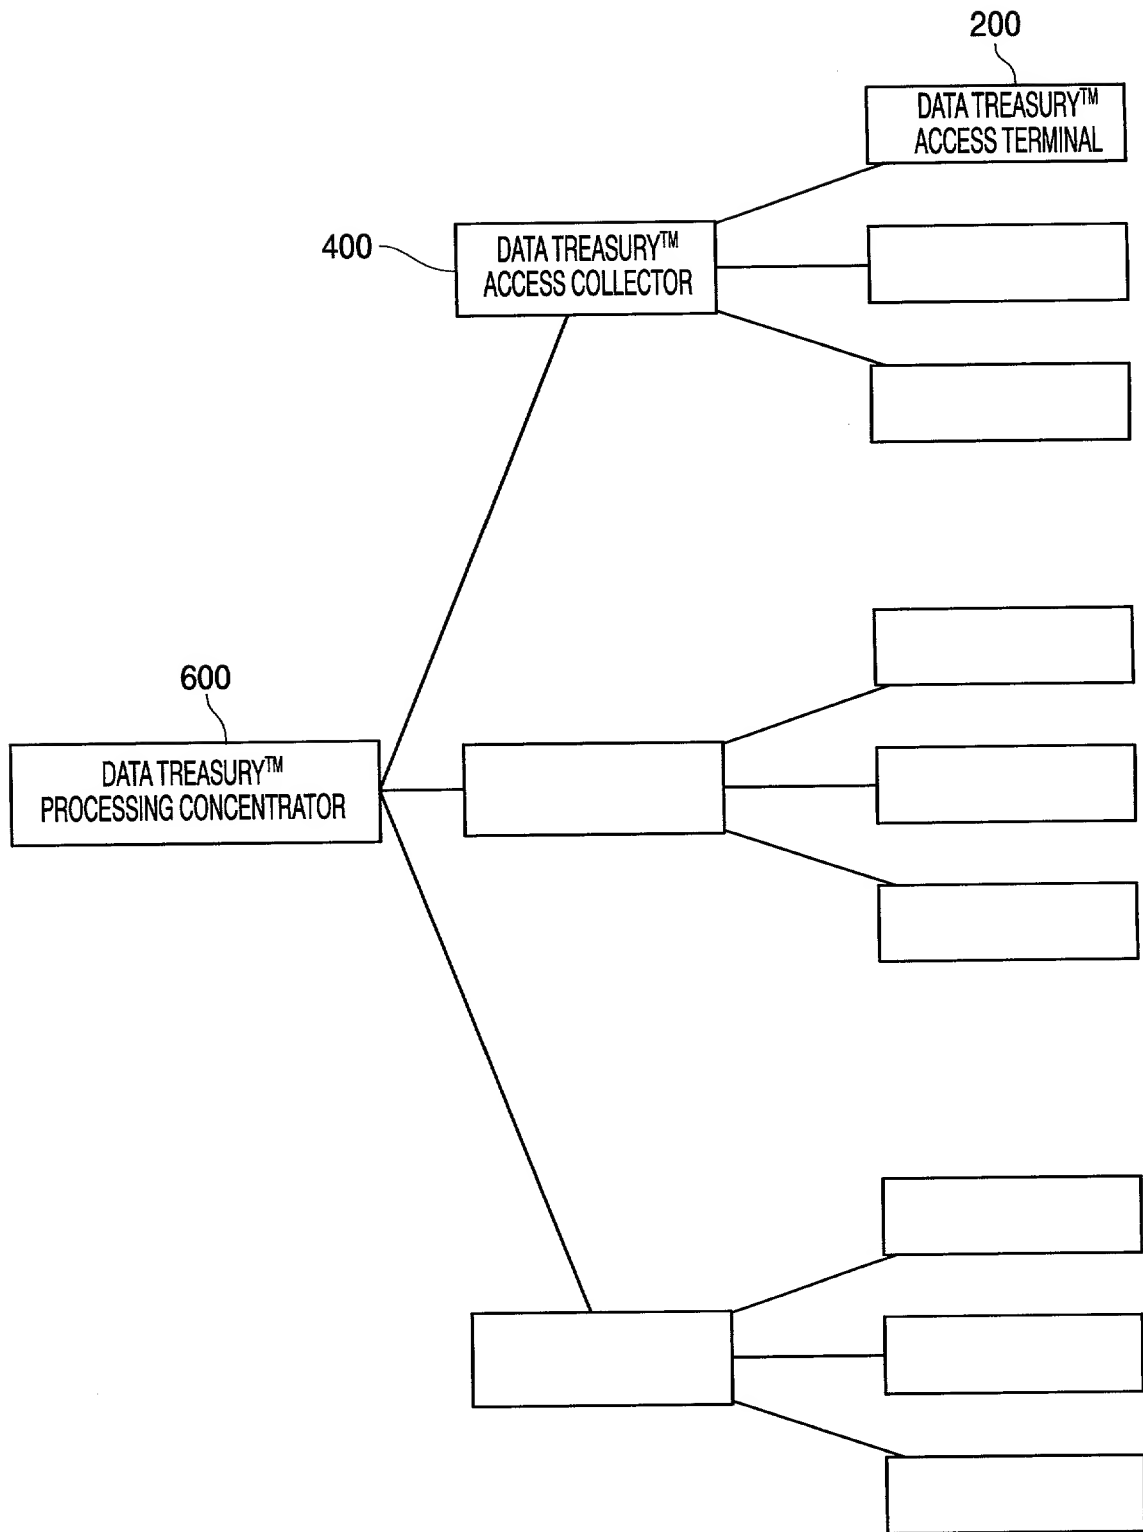 200
DATA TREASURY™
ACCESS TERMINAL
400
DATA TREASURY™
ACCESS COLLECTOR
600
DATA TREASURY™
PROCESSING CONCENTRATOR